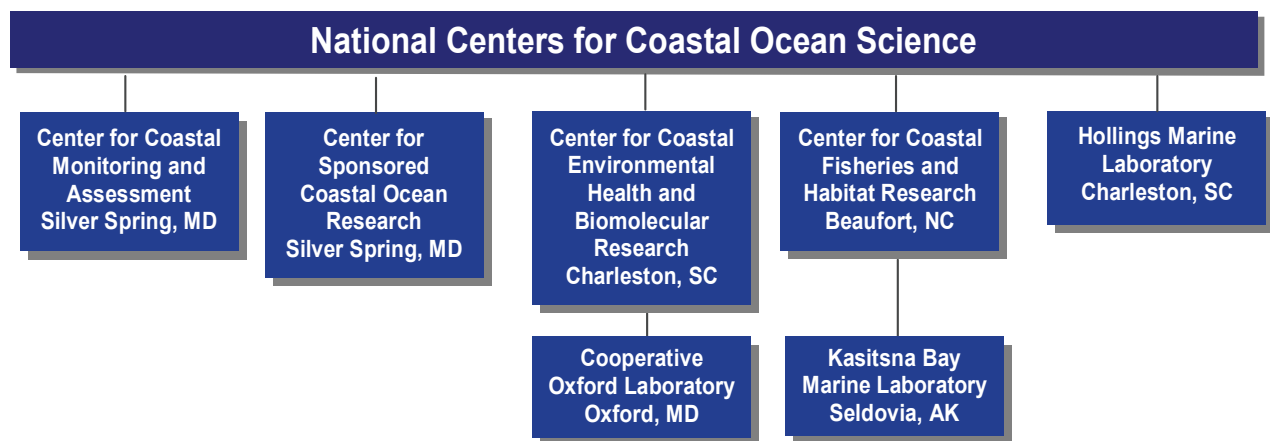 National Centers for Coastal Ocean Science
Center for Coastal
Monitoring and
Assessment
Silver Spring, MD
Center for
Sponsored
Coastal Ocean
Research
Silver Spring, MD
Center for Coastal
Environmental
Health and
Biomolecular
Research
Charleston, SC
Center for Coastal
Fisheries and
Habitat Research
Beaufort, NC
Hollings Marine
Laboratory
Charleston, SC
Cooperative
Oxford Laboratory
Oxford, MD
Kasitsna Bay
Marine Laboratory
Seldovia, AK